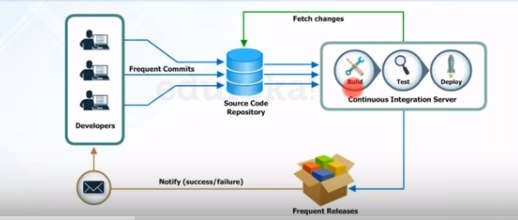 Fetch changes
Frequent Commits
Build
Test
Deploy
Source Code
Repository
Continuous Integration Server
Developers
Notify (success/failure)
Frequent Releases